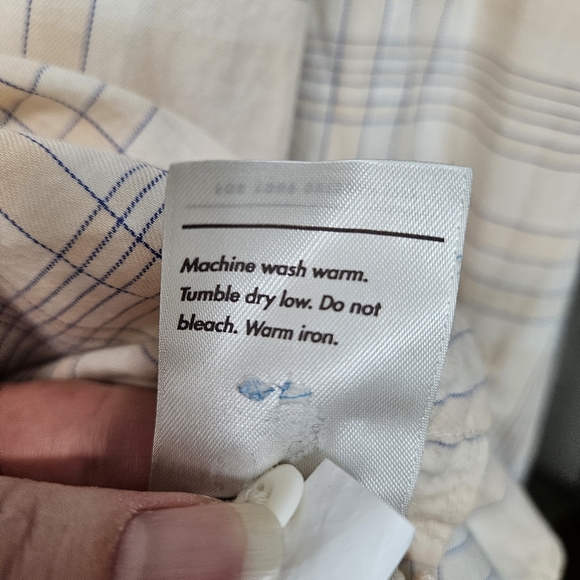 Machine wash warm.
Tumble dry low. Do not
bleach. Warm iron.